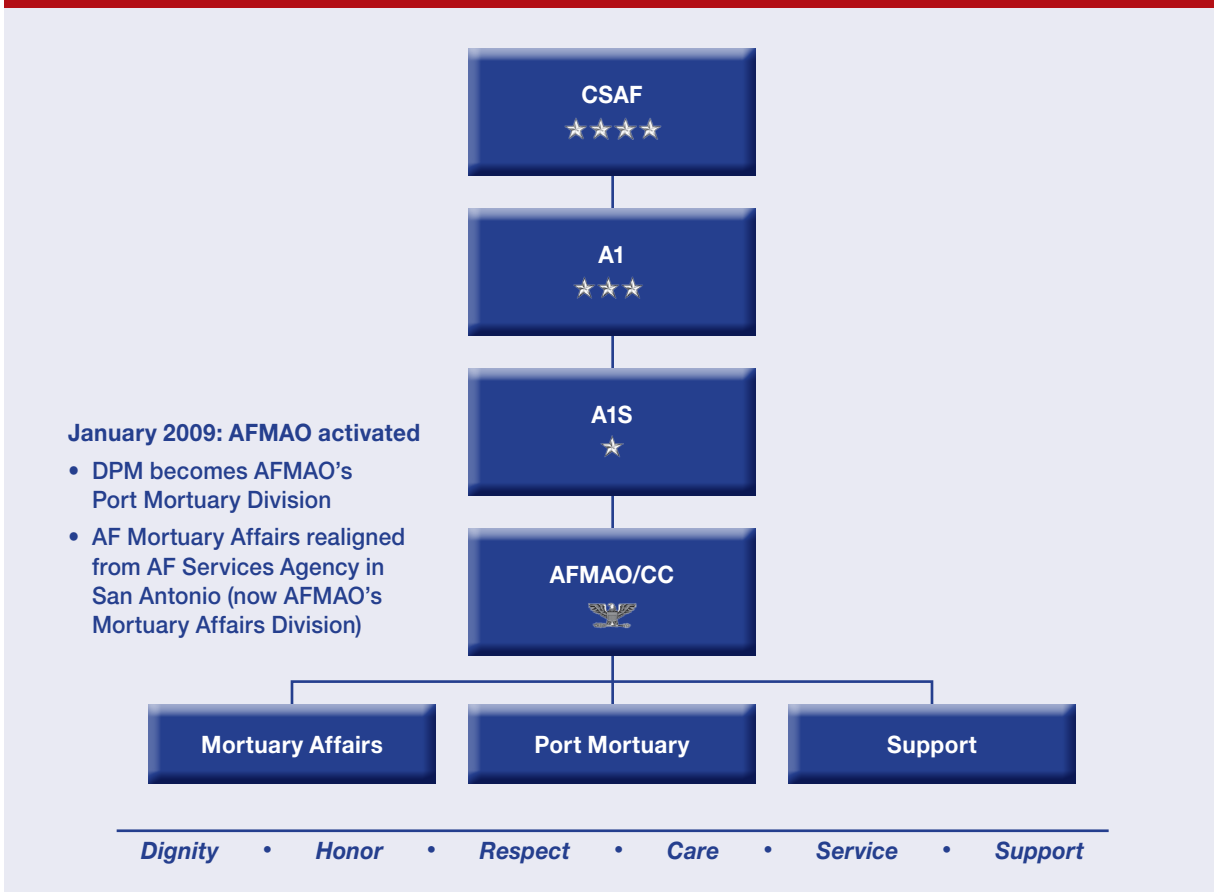 CSAF
A1
A1S
January 2009: AFMAO activated
• DPM becomes AFMAO’s
Port Mortuary Division
• AF Mortuary Affairs realigned
from AF Services Agency in
San Antonio (now AFMAO’s
Mortuary Affairs Division)
AFMAO/CC
Mortuary Affairs
Port Mortuary
Support
Dignity • Honor • Respect • Care • Service • Support